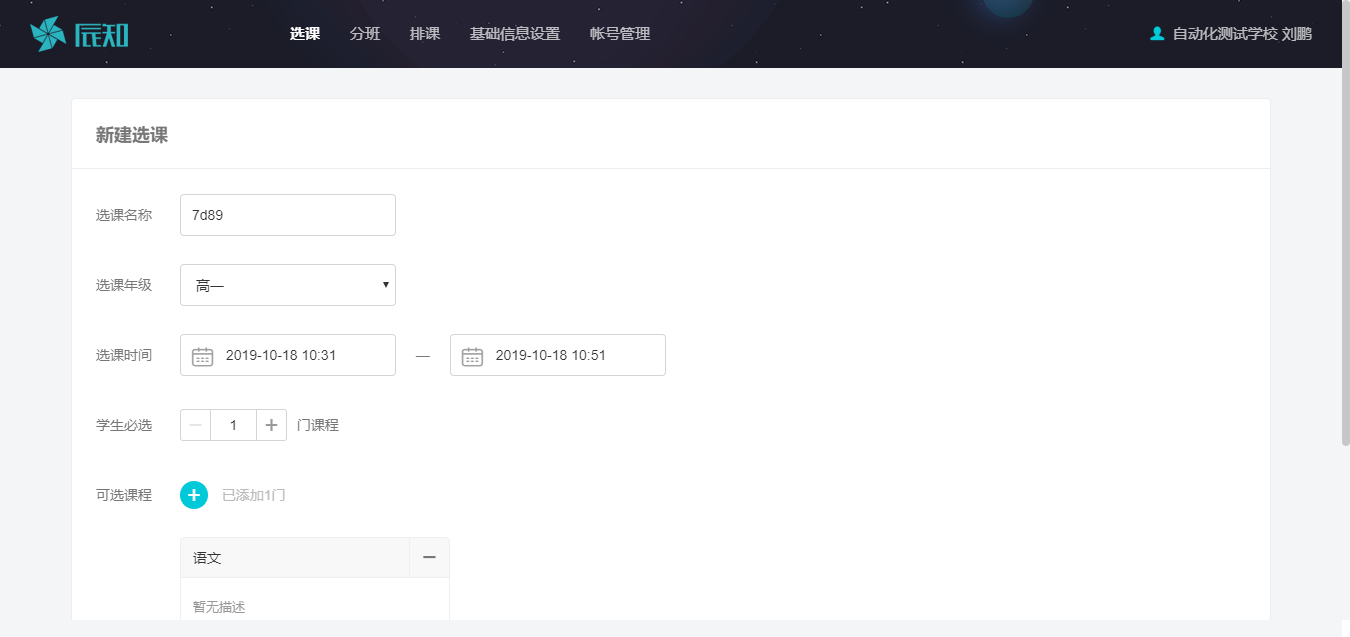 辰知 选课 分班 排课 基础信息设置 帐号管理 自动化测试学校 刘鹏
新建选课
选课名称 7d89
选课年级 高一
选课时间 2019-10-18 10:31 — 2019-10-18 10:51
学生必选 1 门课程
可选课程 已添加1门
语文
暂无描述